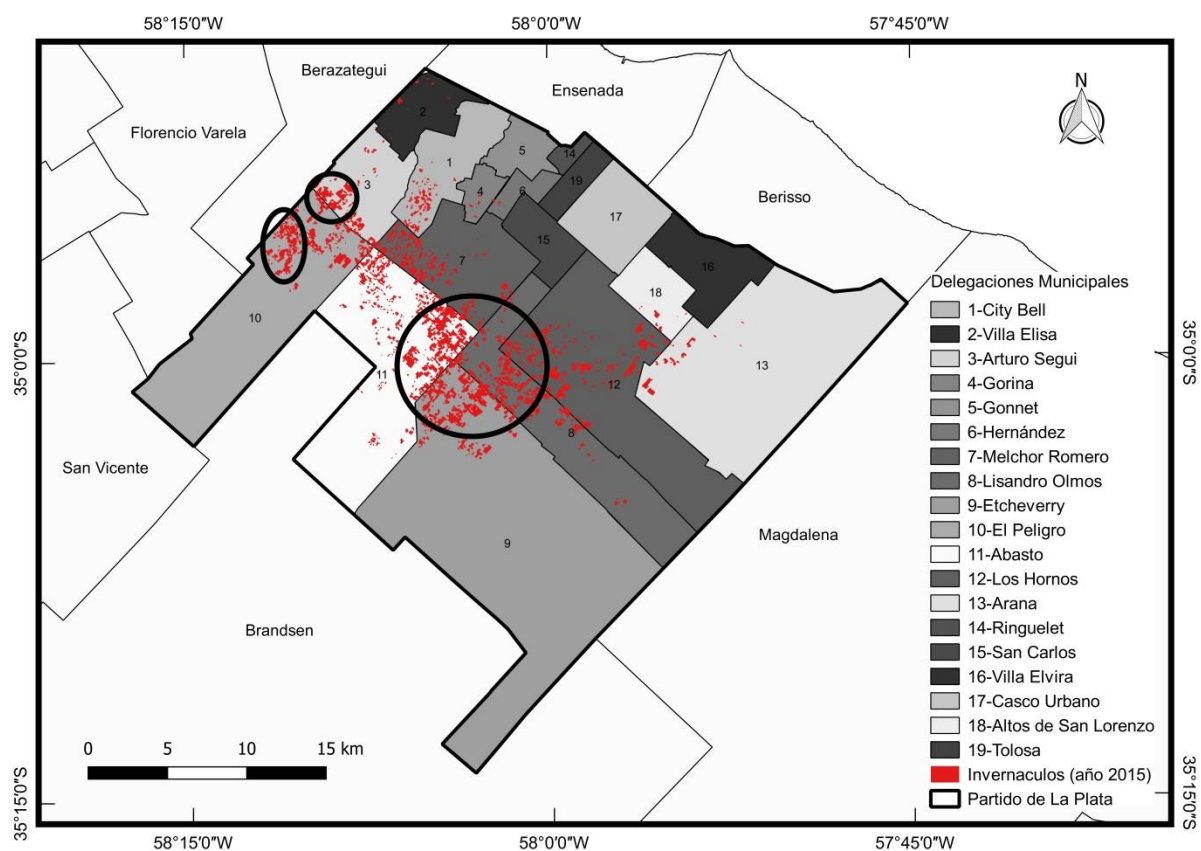 58°15'0"W
58°0'0"W
57°45'0"W
Berazategui
Ensenada
N
Florencio Varela
Berisso
2
1
5
14
3
4
6
19
17
15
16
7
18
10
13
11
12
8
9
35°0'0"S
35°0'0"S
San Vicente
Magdalena
Brandsen
Delegaciones Municipales
1-City Bell
2-Villa Elisa
3-Arturo Segui
4-Gorina
5-Gonnet
6-Hernández
7-Melchor Romero
8-Lisandro Olmos
9-Etcheverry
10-El Peligro
11-Abasto
12-Los Hornos
13-Arana
14-Ringuelet
15-San Carlos
16-Villa Elvira
17-Casco Urbano
18-Altos de San Lorenzo
19-Tolosa
Invernaculos (año 2015)
Partido de La Plata
0 5 10 15 km
35°15'0"S
35°15'0"S
58°15'0"W
58°0'0"W
57°45'0"W